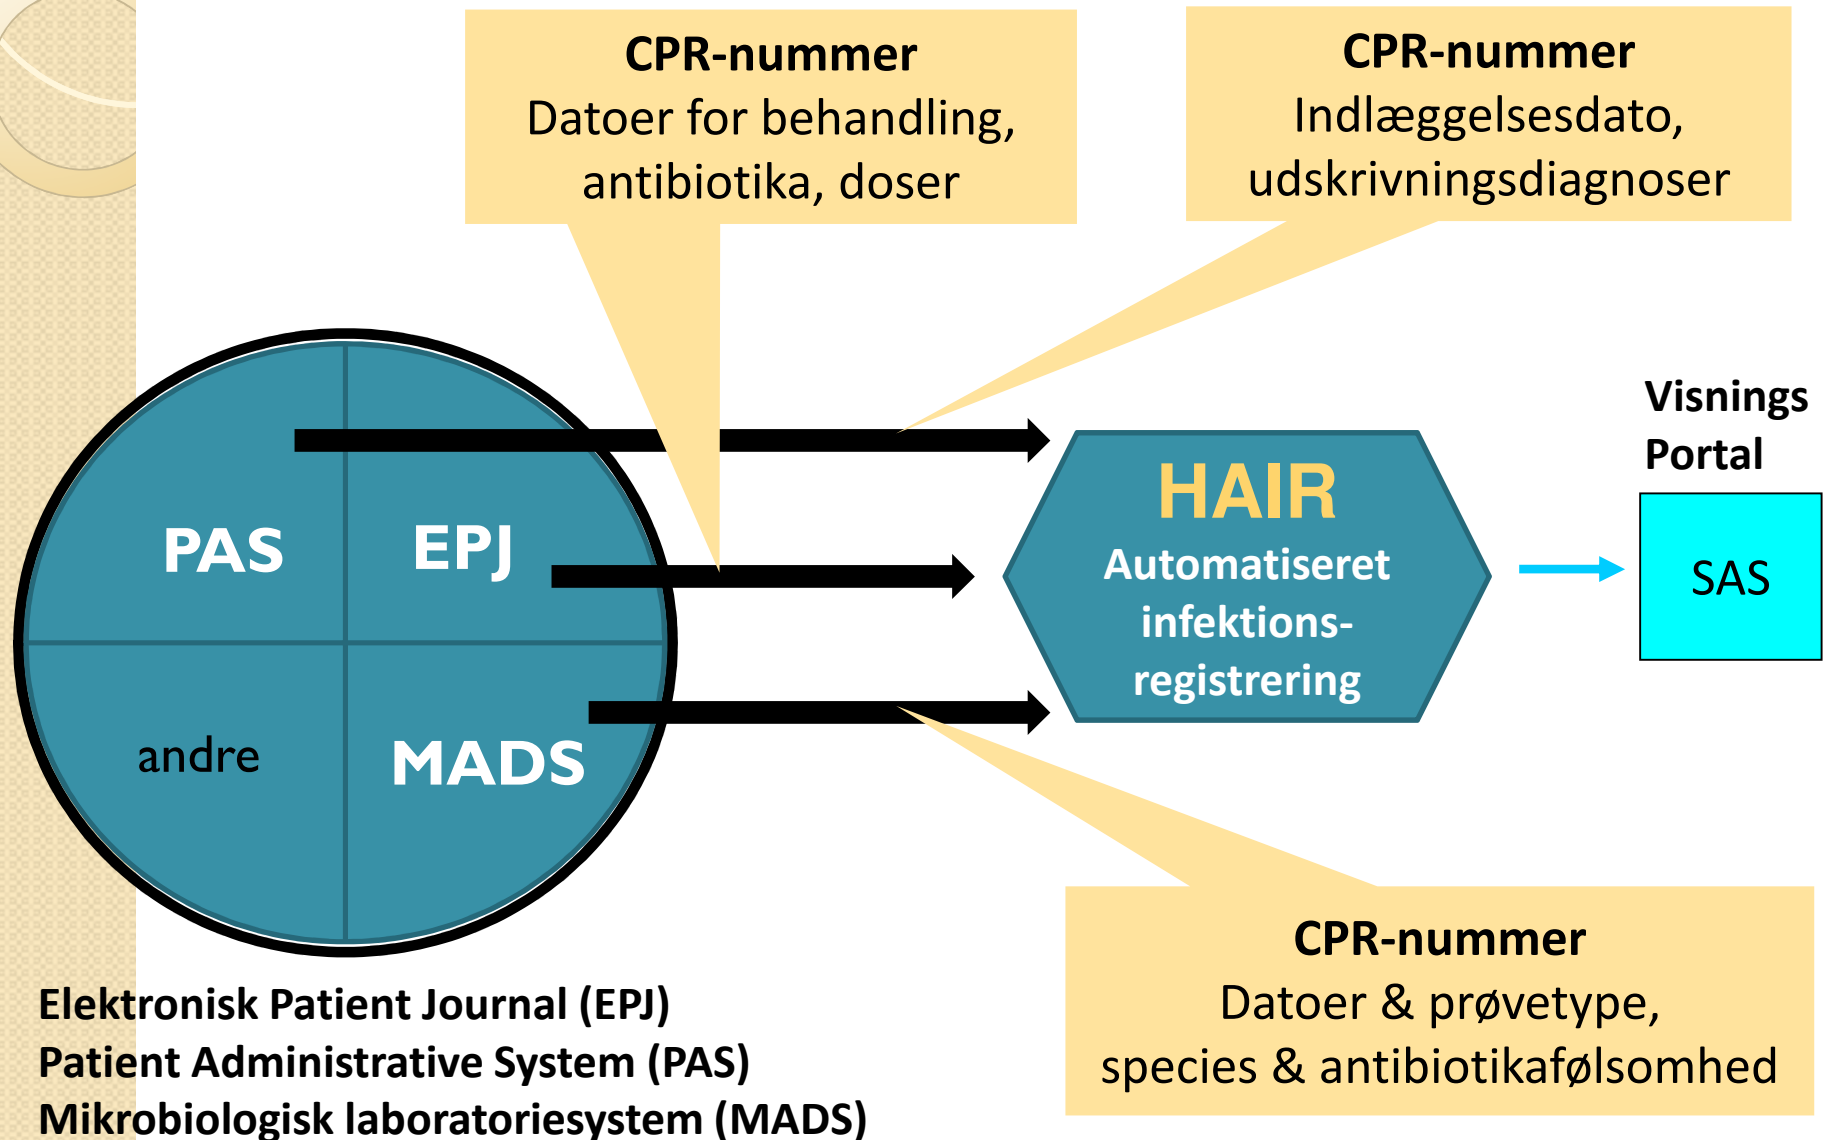 CPR-nummer
Datoer for behandling,
antibiotika, doser
CPR-nummer
Indlæggelsesdato,
udskrivningsdiagnoser
PAS
EPJ
andre
MADS
HAIR
Automatiseret
infektions-
registrering
Visnings
Portal
SAS
CPR-nummer
Datoer & prøvetype,
species & antibiotikafølsomhed
Elektronisk Patient Journal (EPJ)
Patient Administrative System (PAS)
Mikrobiologisk laboratoriesystem (MADS)